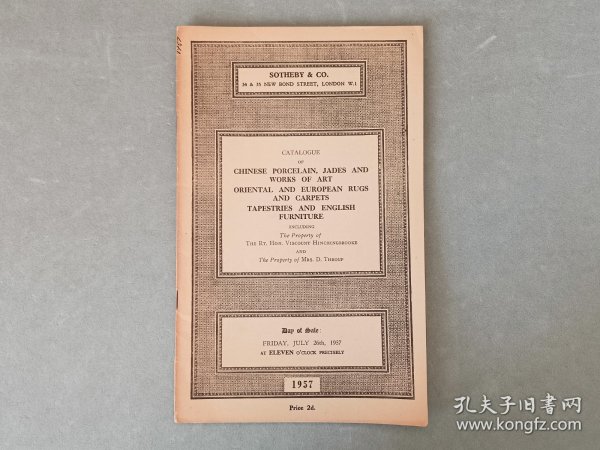 SOTHEBY & CO.
34 & 35 NEW BOND STREET, LONDON W.1
CATALOGUE
OF
CHINESE PORCELAIN, JADES AND
WORKS OF ART
ORIENTAL AND EUROPEAN RUGS
AND CARPETS
TAPESTRIES AND ENGLISH
FURNITURE
INCLUDING
The Property of
THE RT. HON. VISCOUNT HINCHINGBROOKE
AND
The Property of MRS. D. THROUP
Day of Sale:
FRIDAY, JULY 26th, 1957
AT ELEVEN O'CLOCK PRECISELY
1957
Price 2d.
孔夫子旧书网
www.kongfz.com